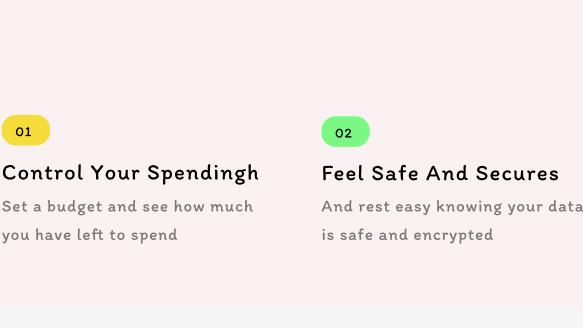 01
Control Your Spendingh
Set a budget and see how much
you have left to spend
02
Feel Safe And Secures
And rest easy knowing your data
is safe and encrypted